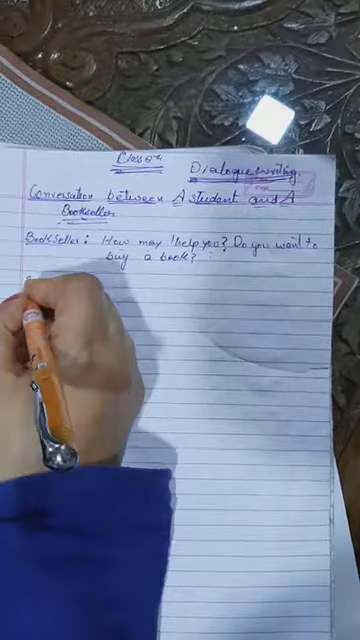 Class 6th
Dialogue writing.
Conversation between A student and A
Bookseller
Bookseller: How may I help you? Do you want to
buy a book?